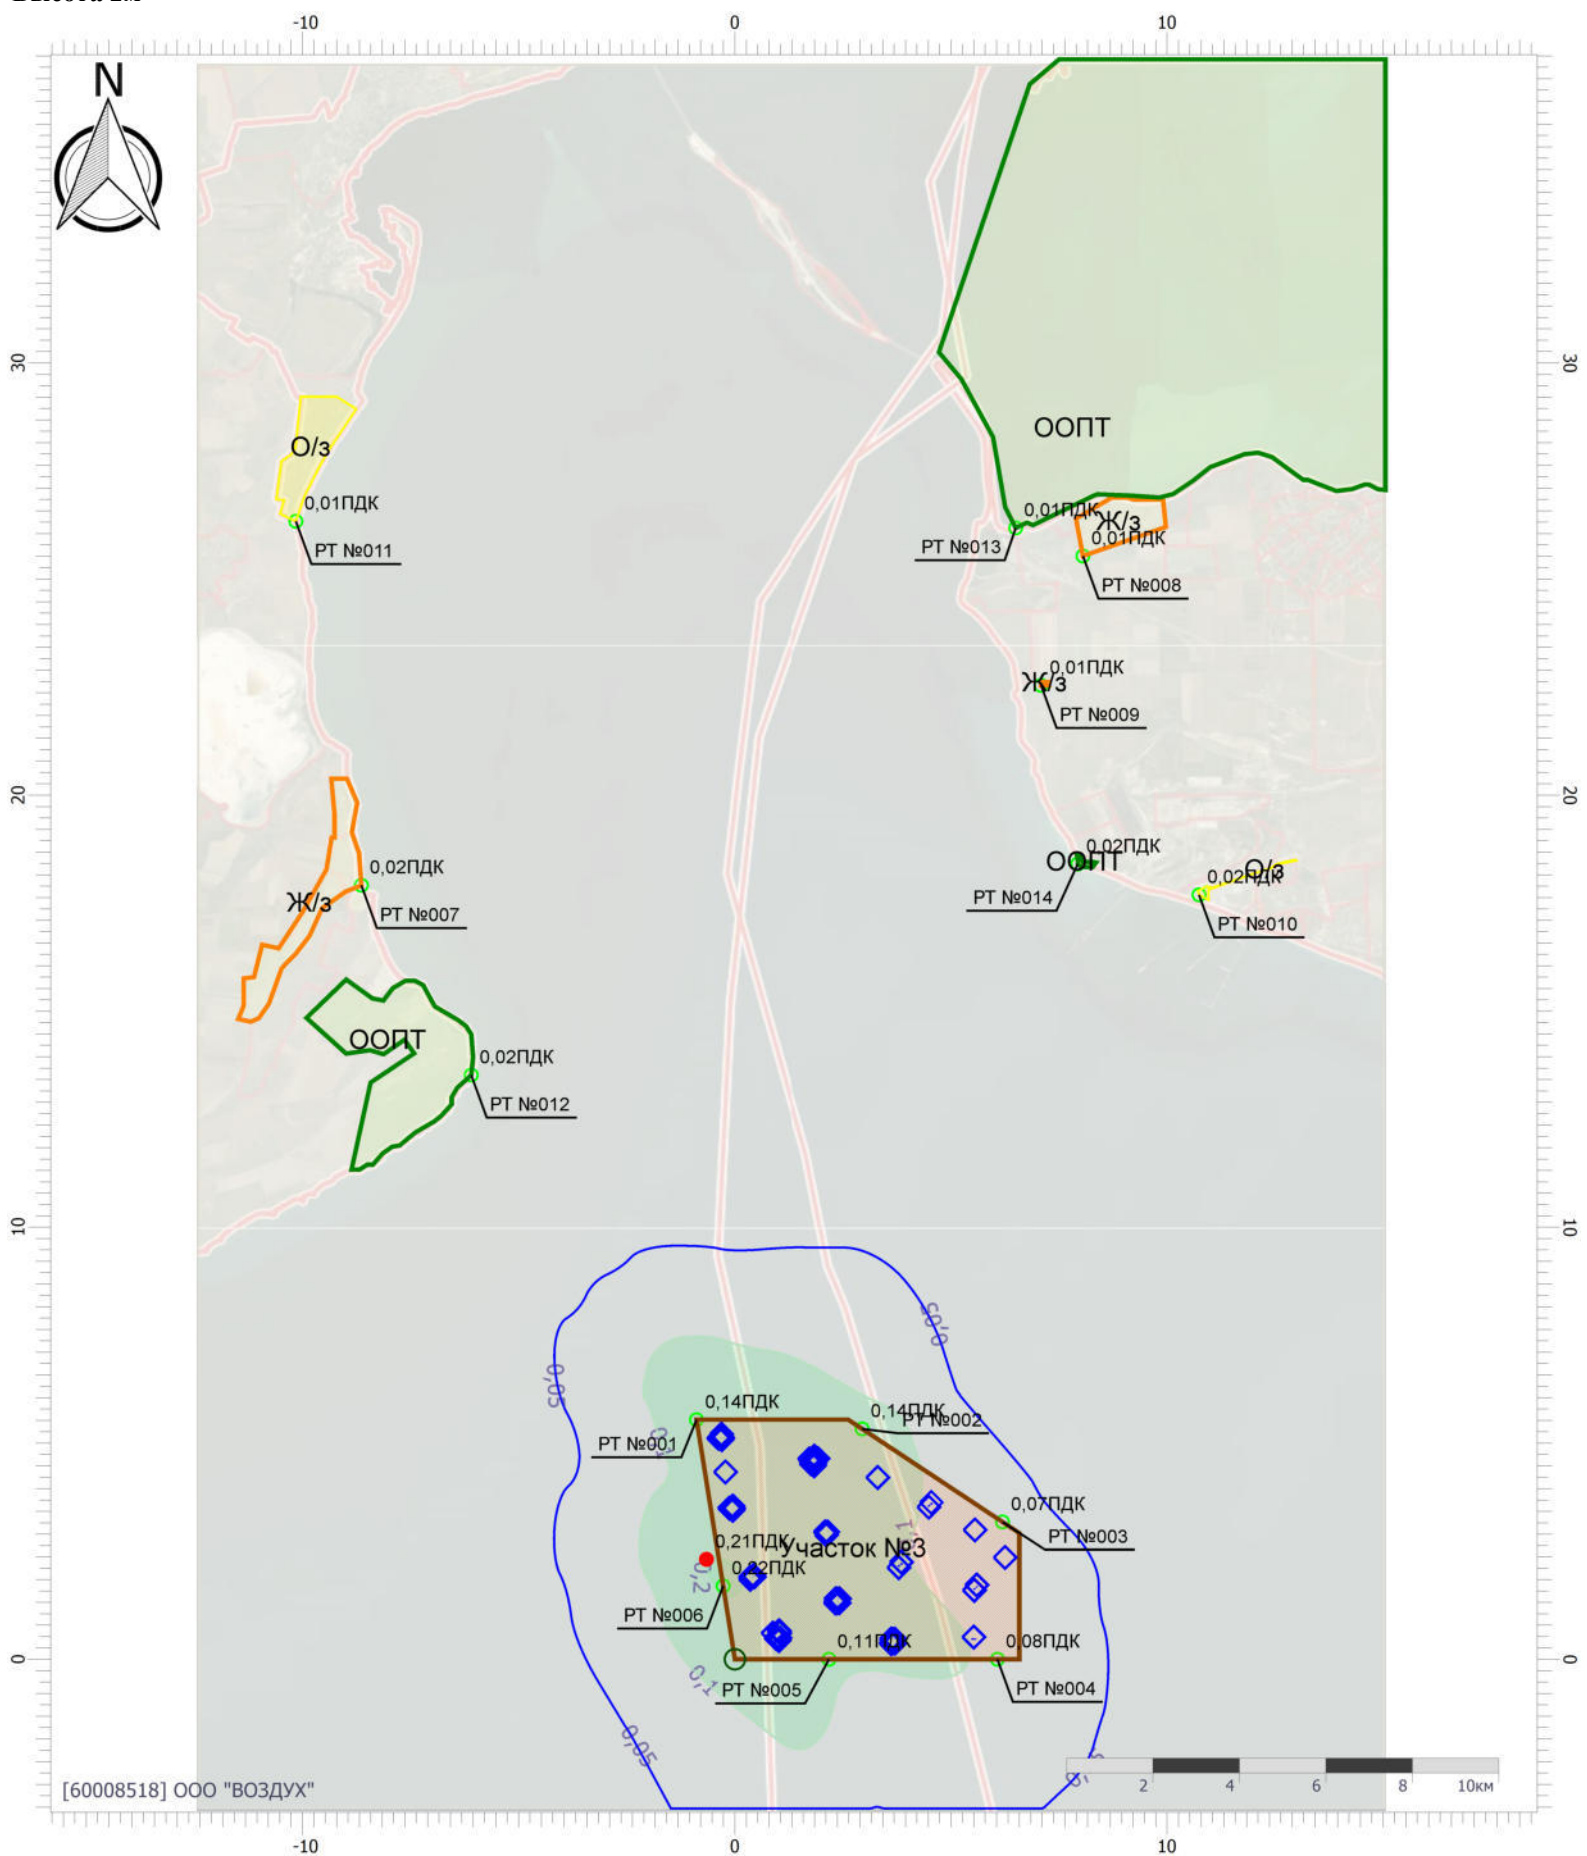 -10 0 10
N
30 30
ООПТ
О/з
0,01ПДК
РТ №011
0,01ПДК
РТ №013
Ж/з
0,01ПДК
РТ №008
0,01ПДК
Ж/з
РТ №009
20 20
0,02ПДК
ООПТ
РТ №014
О/з
0,02ПДК
РТ №010
0,02ПДК
Ж/з
РТ №007
ООПТ
0,02ПДК
РТ №012
10 10
0,05
0,05
0,14ПДК
РТ №001
0,14ПДК
РТ №002
0,07ПДК
РТ №003
0,21ПДК
Участок №3
0,22ПДК
0,2
РТ №006
0,11ПДК
0,08ПДК
0 0
0,1
РТ №005
РТ №004
0,05
2 4 6 8 10км
[60008518] ООО "ВОЗДУХ"
-10 0 10